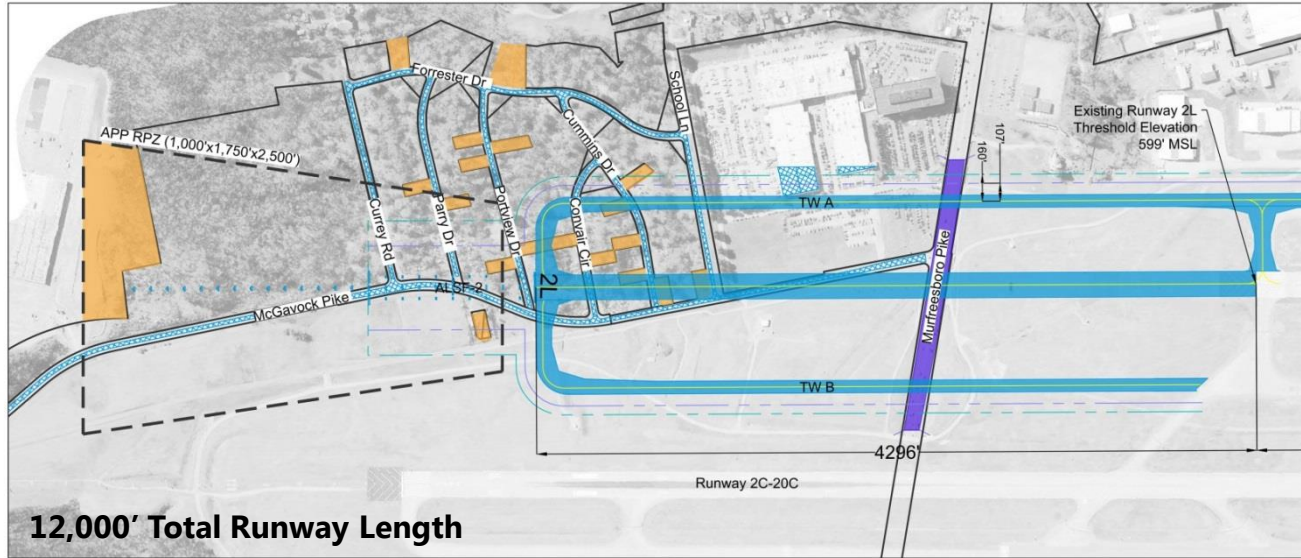 Forrester Dr
School Ln
APP RPZ (1,000'x1,750'x2,500')
Existing Runway 2L
Threshold Elevation
599' MSL
107'
160'
Cummins Dr
Currey Rd
Parry Dr
Portview Dr
Convair Cir
TW A
2L
ALSF-2
McGavock Pike
Murfreesboro Pike
TW B
4296'
Runway 2C-20C
12,000' Total Runway Length